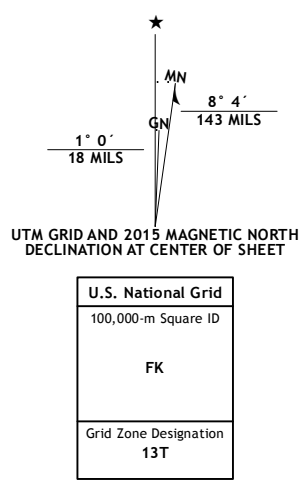 ★
MN
8° 4´
143 MILS
GN
1° 0´
18 MILS
UTM GRID AND 2015 MAGNETIC NORTH
DECLINATION AT CENTER OF SHEET
U.S. National Grid
100,000-m Square ID
FK
Grid Zone Designation
13T